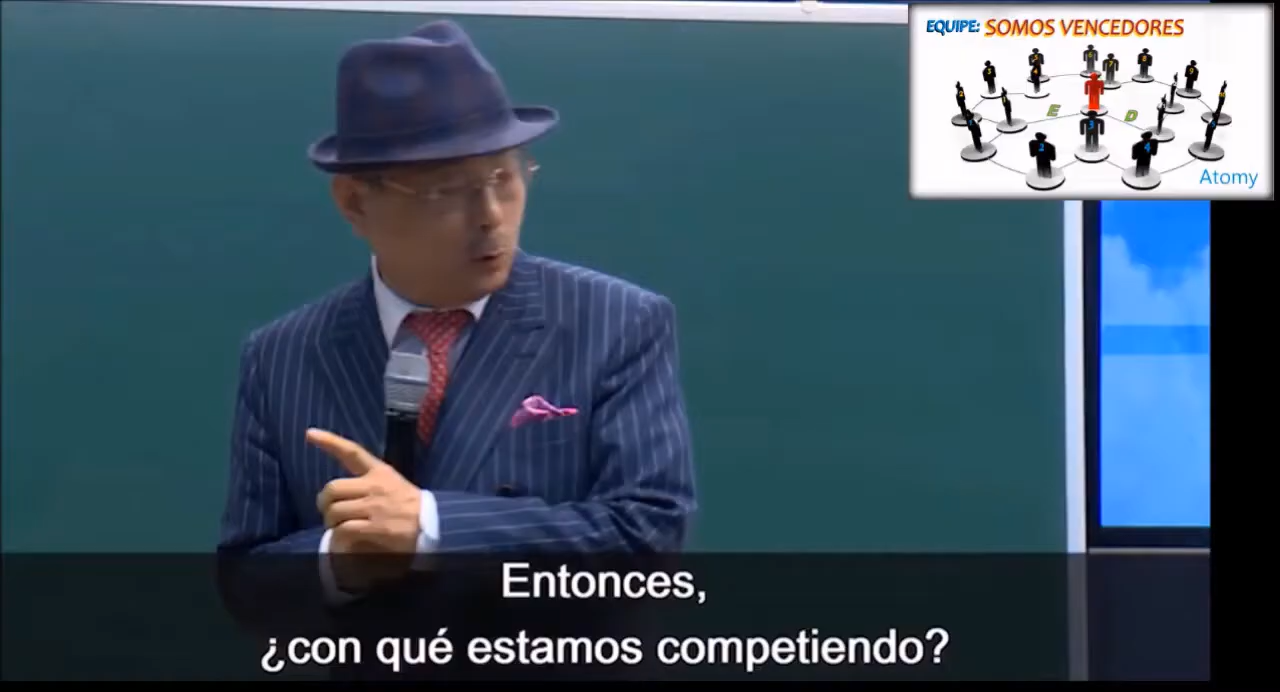 EQUIPE: SOMOS VENCEDORES
E D
Atomy
Entonces,
¿con qué estamos competiendo?